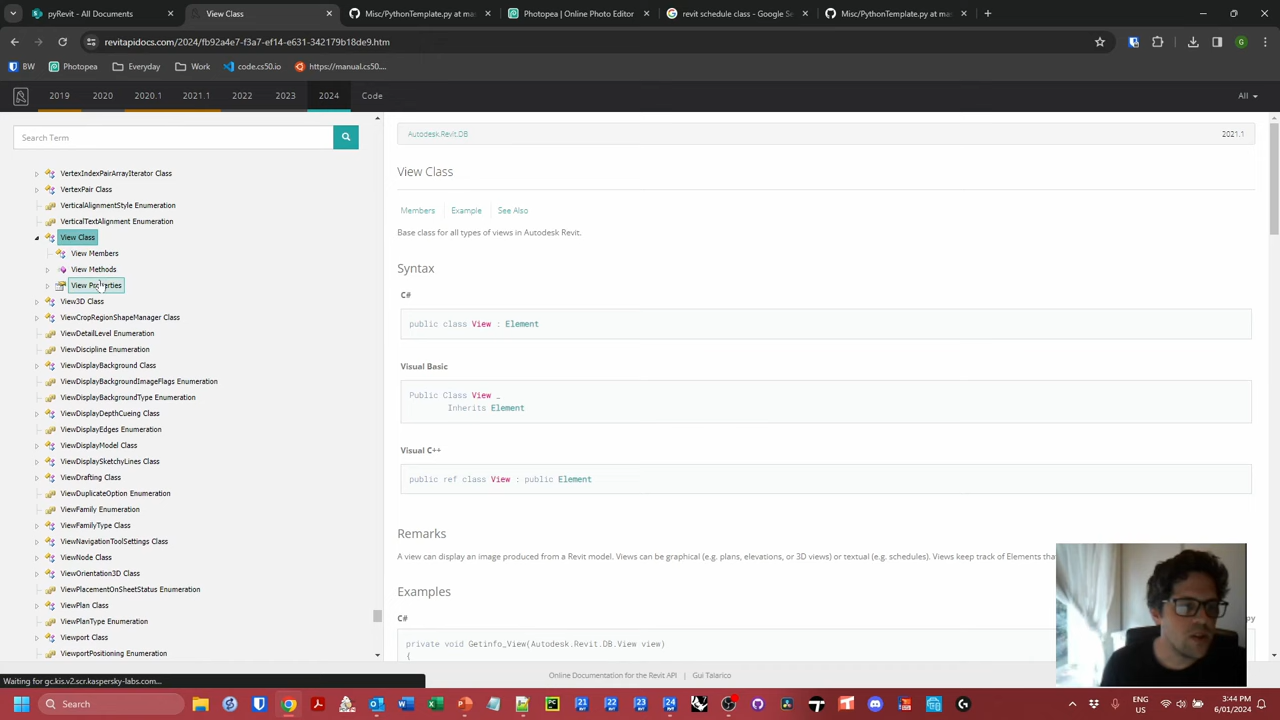 pyRevit - All Documents
View Class
Misc/PythonTemplate.py at ma
Photopea | Online Photo Editor
revit schedule class - Google Se
Misc/PythonTemplate.py at mas
revitapidocs.com/2024/fb92a4e7-f3a7-ef14-e631-342179b18de9.htm
G
BW
Photopea
Everyday
Work
code.cs50.io
https://manual.cs50....
2019
2020
2020.1
2021.1
2022
2023
2024
Code
All
Search Term
VertexIndexPairArrayIterator Class
VertexPair Class
VerticalAlignmentStyle Enumeration
VerticalTextAlignment Enumeration
View Class
View Members
View Methods
View Properties
View3D Class
ViewCropRegionShapeManager Class
ViewDetailLevel Enumeration
ViewDiscipline Enumeration
ViewDisplayBackground Class
ViewDisplayBackgroundImageFlags Enumeration
ViewDisplayBackgroundType Enumeration
ViewDisplayDepthCueing Class
ViewDisplayEdges Enumeration
ViewDisplayModel Class
ViewDisplaySketchyLines Class
ViewDrafting Class
ViewDuplicateOption Enumeration
ViewFamily Enumeration
ViewFamilyType Class
ViewNavigationToolSettings Class
ViewNode Class
ViewOrientation3D Class
ViewPlacementOnSheetStatus Enumeration
ViewPlan Class
ViewPlanType Enumeration
Viewport Class
ViewportPositioning Enumeration
Autodesk.Revit.DB
2021.1
View Class
Members
Example
See Also
Base class for all types of views in Autodesk Revit.
Syntax
C#
public class View : Element
Visual Basic
Public Class View _
Inherits Element
Visual C++
public ref class View : public Element
Remarks
A view can display an image produced from a Revit model. Views can be graphical (e.g. plans, elevations, or 3D views) or textual (e.g. schedules). Views keep track of Elements tha
Examples
C#
py
private void Getinfo_View(Autodesk.Revit.DB.View view)
{
Waiting for gc.kis.v2.scr.kaspersky-labs.com...
Online Documentation for the Revit API | Gui Talarico
Search
21
22
23
24
ENG
US
3:44 PM
6/01/2024